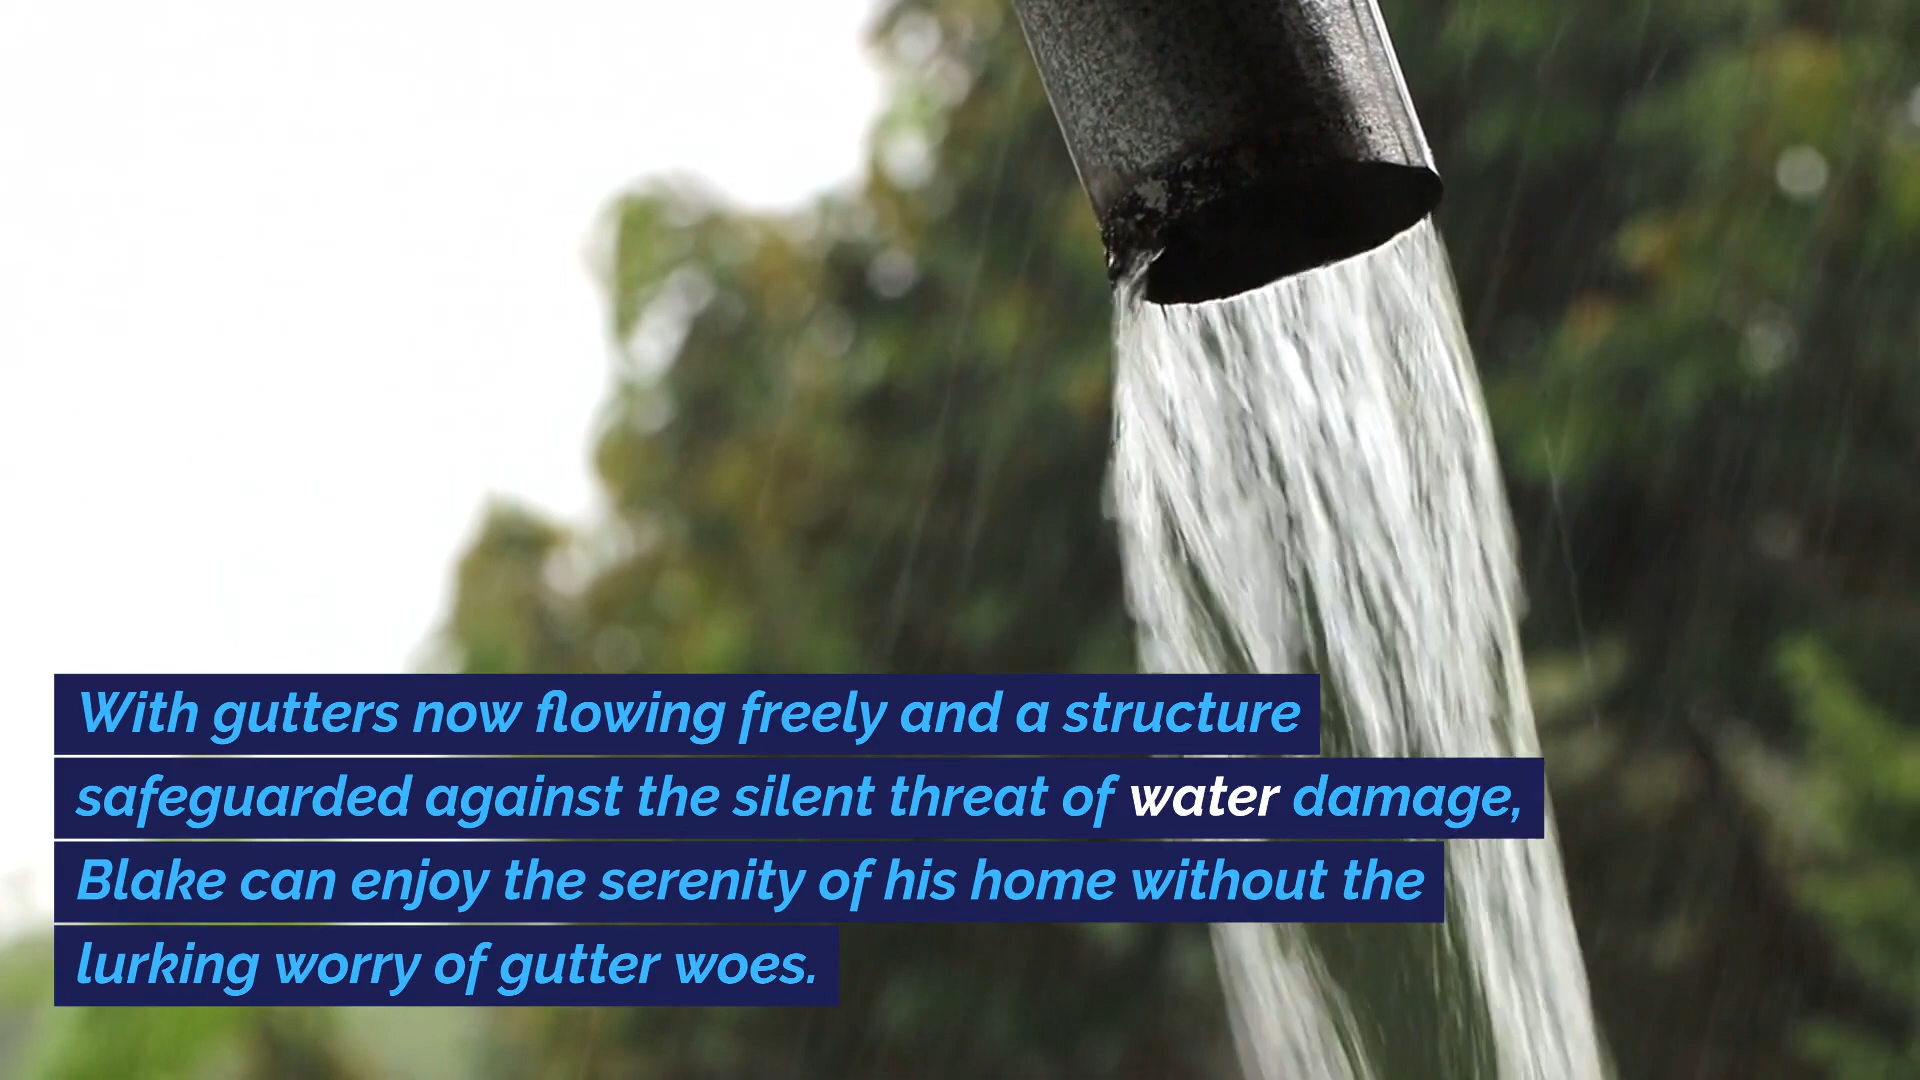 With gutters now flowing freely and a structure
safeguarded against the silent threat of water damage,
Blake can enjoy the serenity of his home without the
lurking worry of gutter woes.